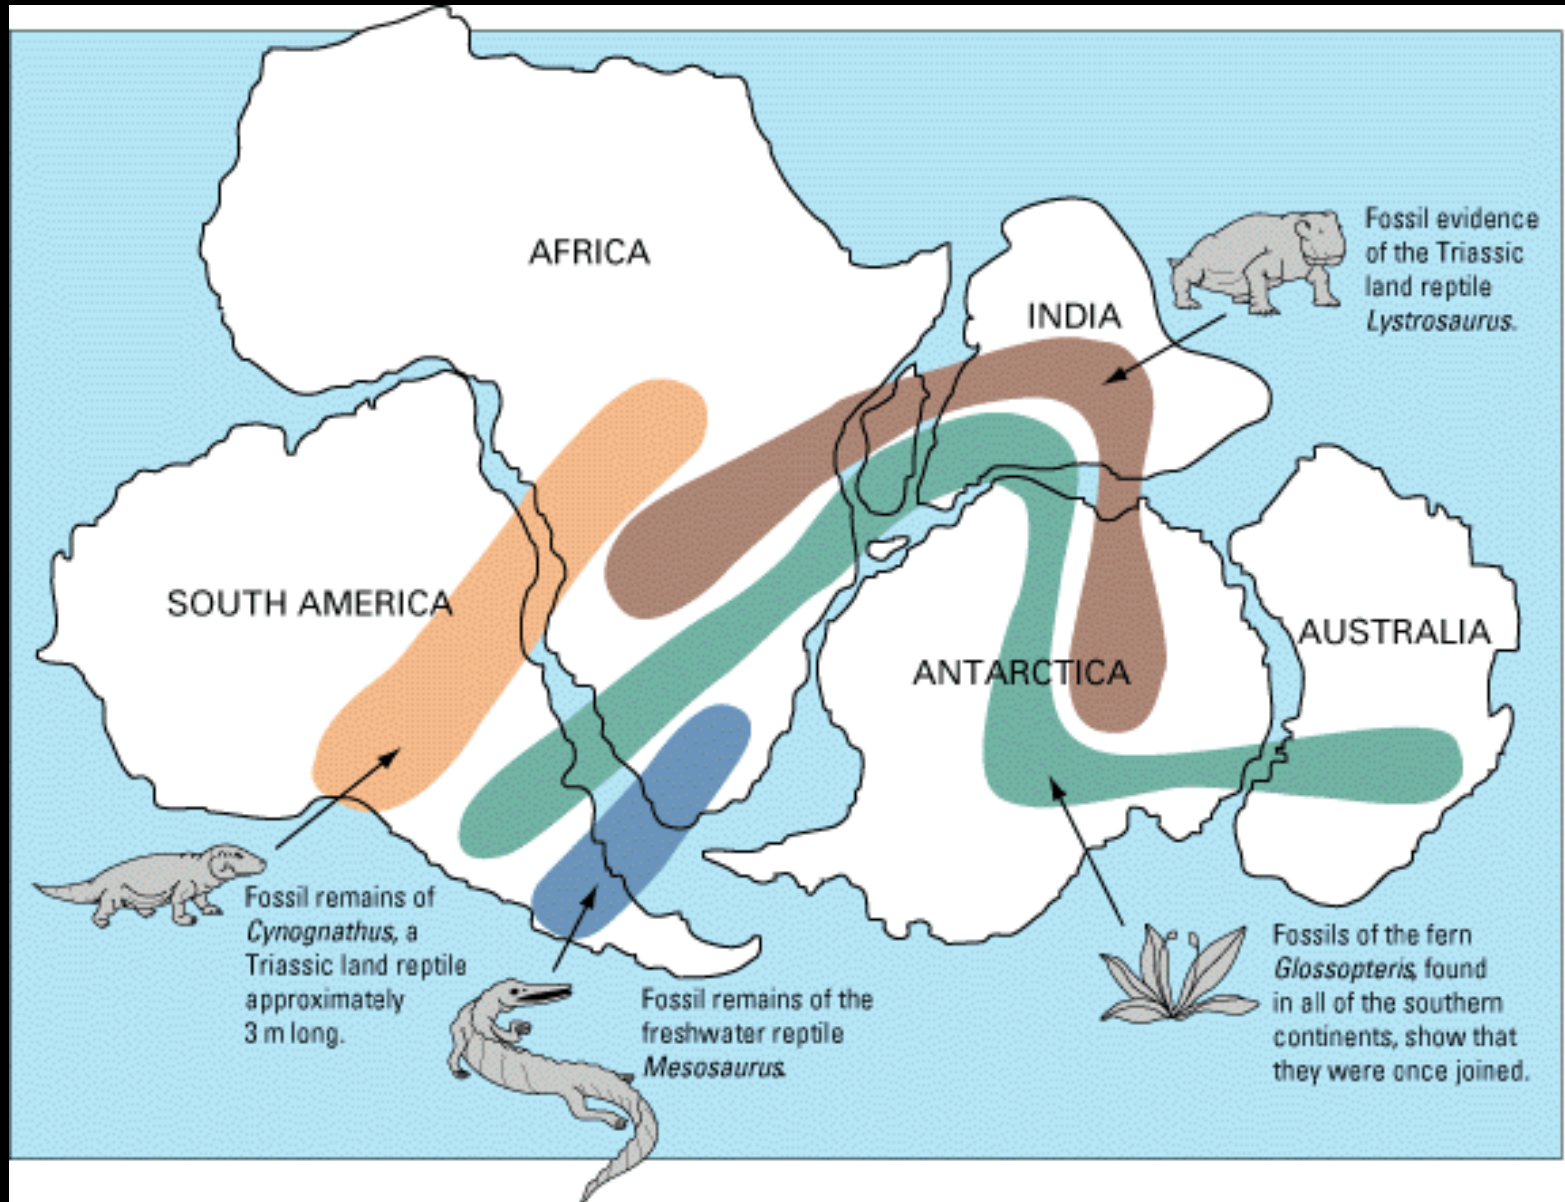 AFRICA
INDIA
SOUTH AMERICA
ANTARCTICA
AUSTRALIA
Fossil evidence
of the Triassic
land reptile
Lystrosaurus.
Fossil remains of
Cynognathus, a
Triassic land reptile
approximately
3 m long.
Fossil remains of the
freshwater reptile
Mesosaurus.
Fossils of the fern
Glossopteris, found
in all of the southern
continents, show that
they were once joined.